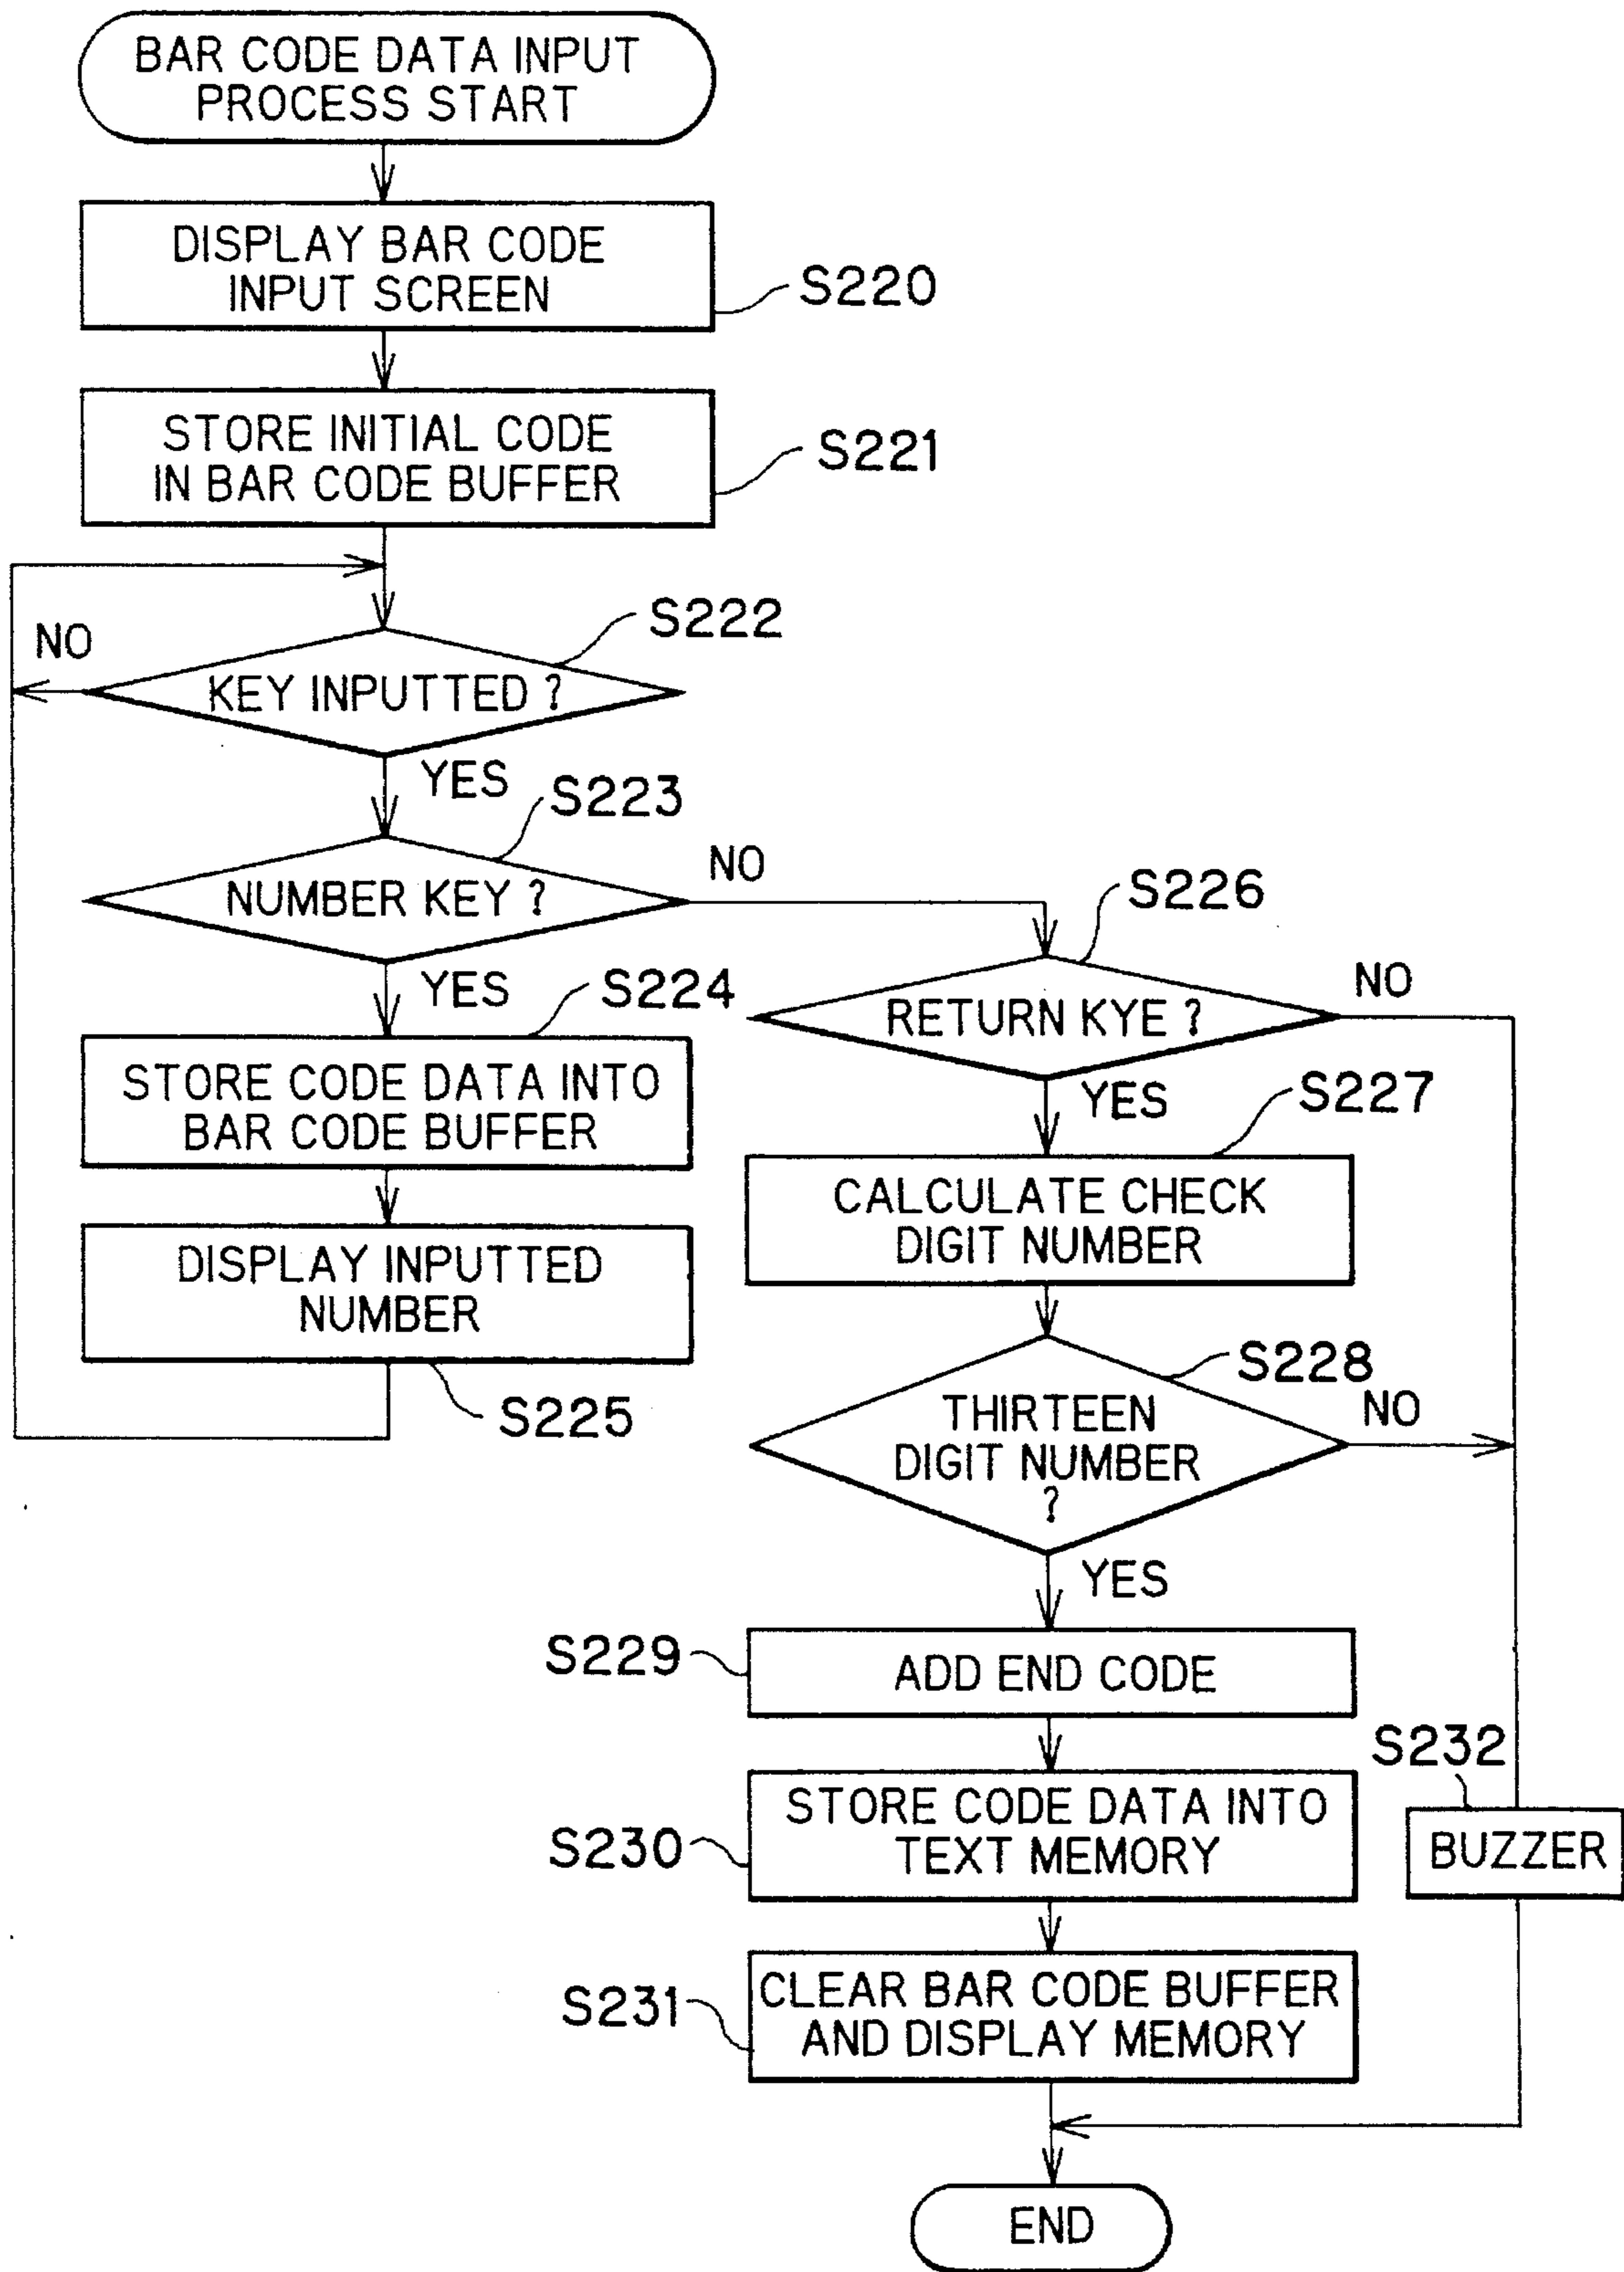 BAR CODE DATA INPUT
PROCESS START
DISPLAY BAR CODE
INPUT SCREEN
S220
STORE INITIAL CODE
IN BAR CODE BUFFER
S221
S222
NO
KEY INPUTTED ?
YES
S223
NUMBER KEY ?
NO
YES
S224
STORE CODE DATA INTO
BAR CODE BUFFER
DISPLAY INPUTTED
NUMBER
S225
S226
RETURN KYE ?
NO
YES
S227
CALCULATE CHECK
DIGIT NUMBER
S228
THIRTEEN
DIGIT NUMBER
?
NO
YES
S229
ADD END CODE
S230
STORE CODE DATA INTO
TEXT MEMORY
S232
BUZZER
S231
CLEAR BAR CODE BUFFER
AND DISPLAY MEMORY
END